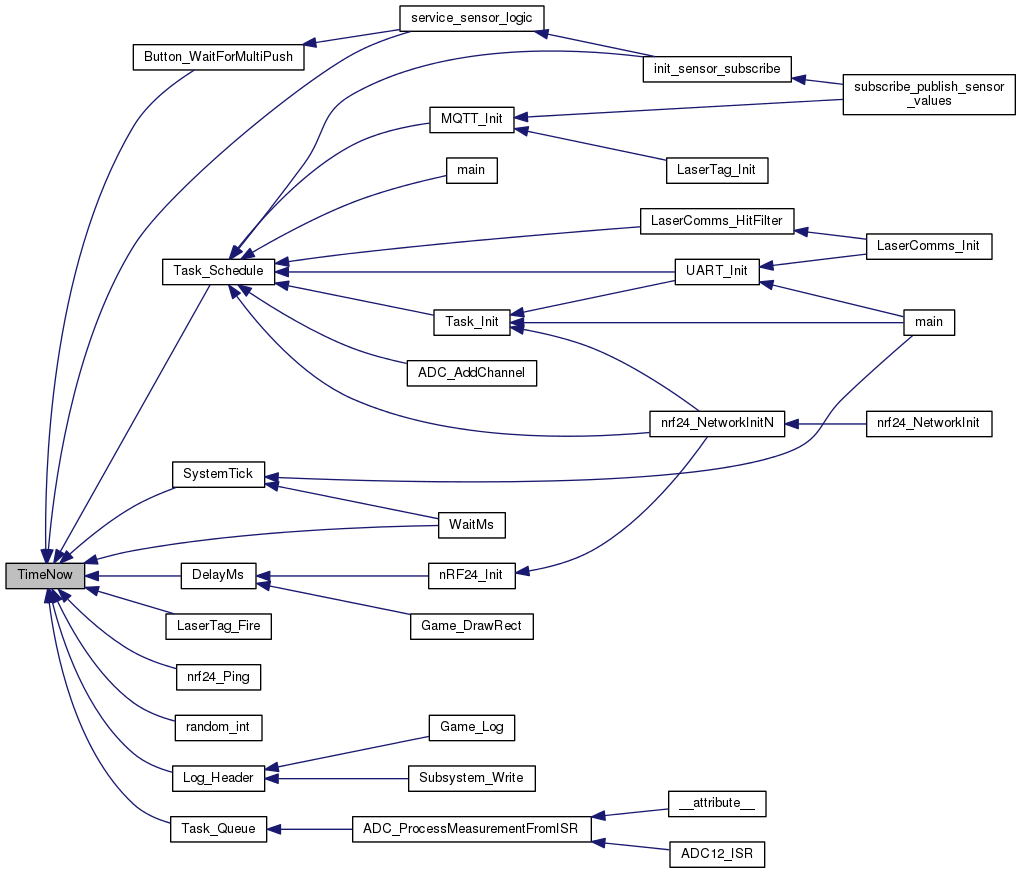 service_sensor_logic
Button_WaitForMultiPush
init_sensor_subscribe
subscribe_publish_sensor
_values
MQTT_Init
main
LaserTag_Init
LaserComms_HitFilter
LaserComms_Init
Task_Schedule
UART_Init
Task_Init
main
ADC_AddChannel
nrf24_NetworkInitN
nrf24_NetworkInit
SystemTick
WaitMs
TimeNow
DelayMs
nRF24_Init
LaserTag_Fire
Game_DrawRect
nrf24_Ping
random_int
Game_Log
Log_Header
Subsystem_Write
Task_Queue
ADC_ProcessMeasurementFromISR
__attribute__
ADC12_ISR